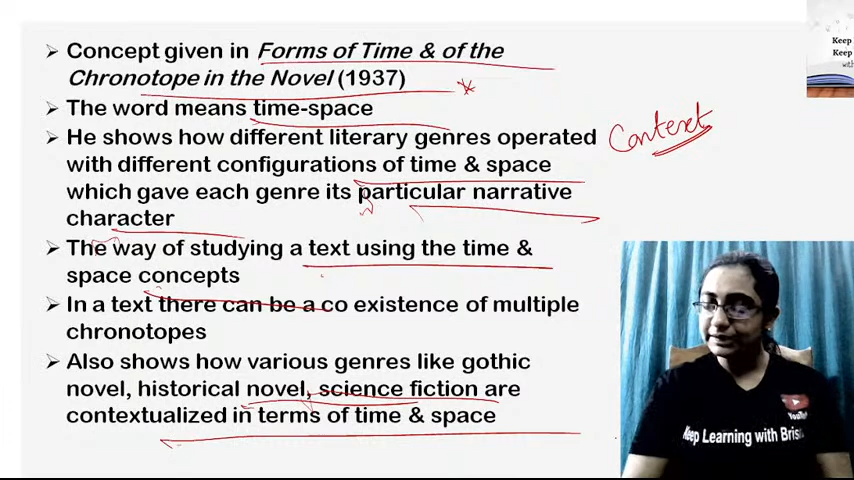 Concept given in Forms of Time & of the
Chronotope in the Novel (1937)
The word means time-space
He shows how different literary genres operated
with different configurations of time & space
which gave each genre its particular narrative
character
The way of studying a text using the time &
space concepts
In a text there can be a co existence of multiple
chronotopes
Also shows how various genres like gothic
novel, historical novel, science fiction are
contextualized in terms of time & space
Context
Keep
Keep
with
YouTube
Keep Learning with Bris